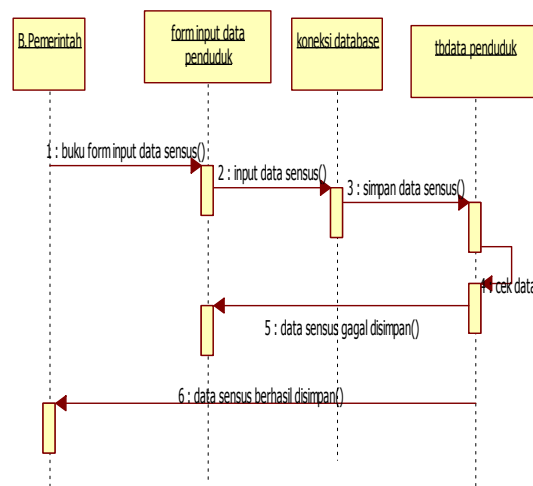 B.Pemerintah
form input data
penduduk
koneksi database
tbdata penduduk
1 : buku form input data sensus()
2 : input data sensus()
3 : simpan data sensus()
4 : cek data
5 : data sensus gagal disimpan()
6 : data sensus berhasil disimpan()